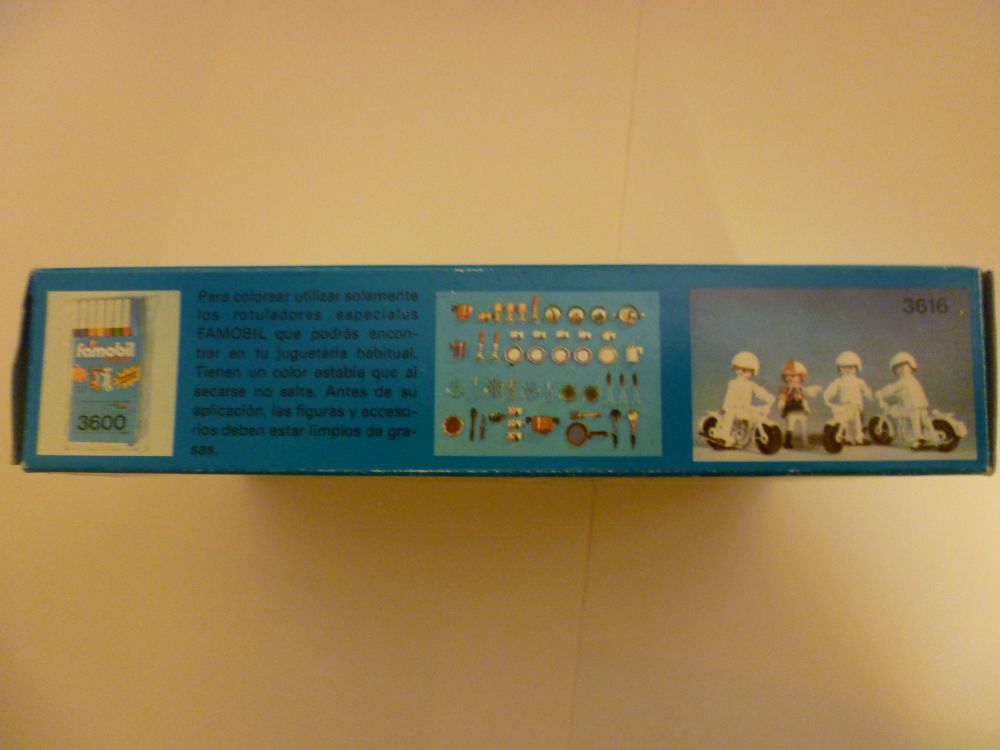 famobil
3600
Para colorear utilizar solamente
los rotuladores especiales
FAMOBIL que podrás encon-
trar en tu juguetería habitual.
Tienen un color estable que al
secarse no salta. Antes de su
aplicación, las figuras y acceso-
rios deben estar limpios de gra-
sas.
3616